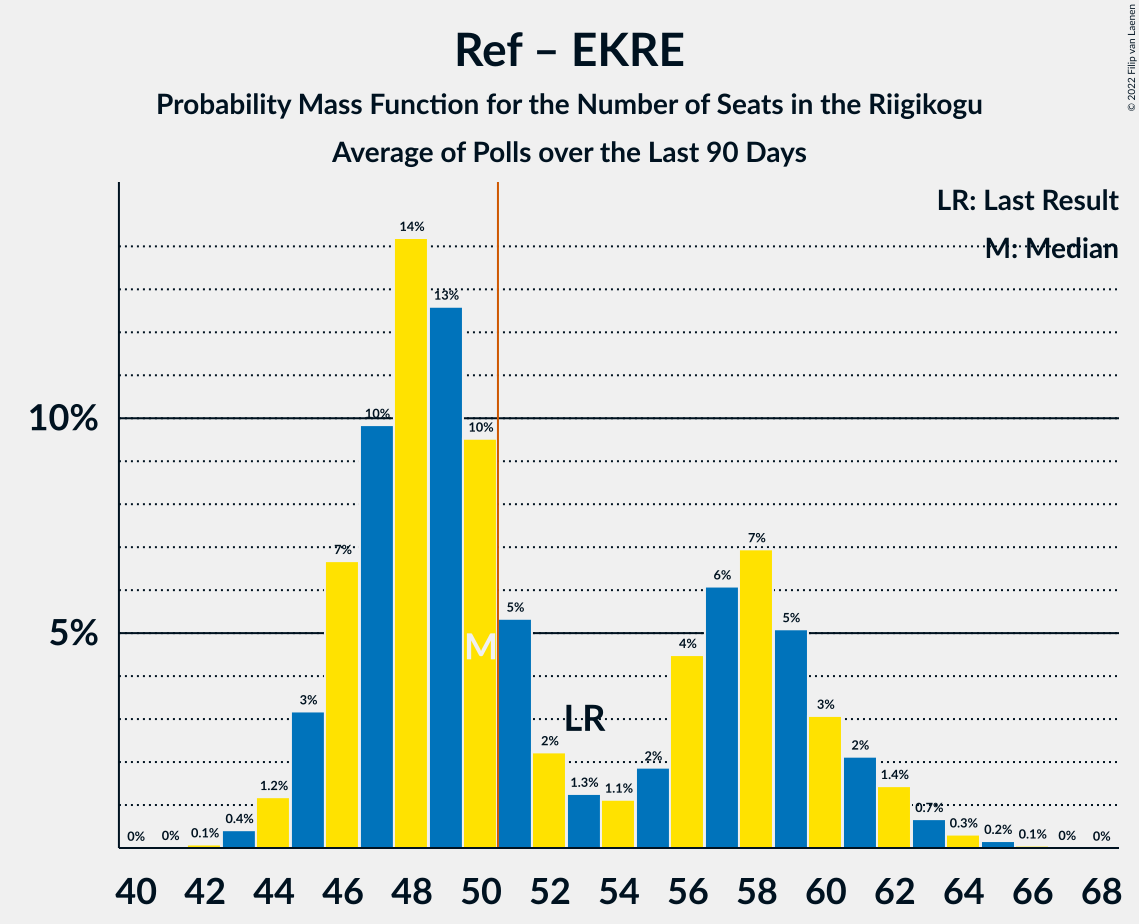 Ref – EKRE
Probability Mass Function for the Number of Seats in the Riigikogu
Average of Polls over the Last 90 Days
© 2022 Filip van Laenen
LR: Last Result
M: Median
10%
5%
0% 0% 0.1% 0.4% 1.2% 3% 7% 10% 14% 13% 10% 5% 2% 1.3% 1.1% 2% 4% 6% 7% 5% 3% 2% 1.4% 0.7% 0.3% 0.2% 0.1% 0% 0%
M
LR
40 42 44 46 48 50 52 54 56 58 60 62 64 66 68